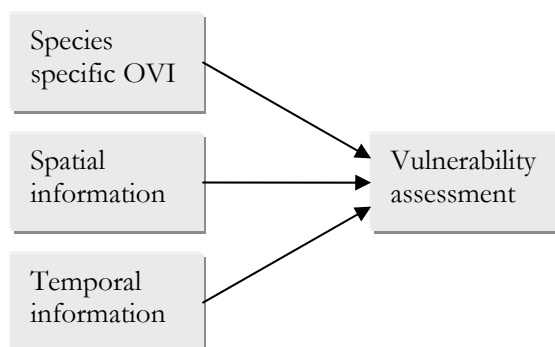 Species
specific OVI
Spatial
information
Temporal
information
Vulnerability
assessment